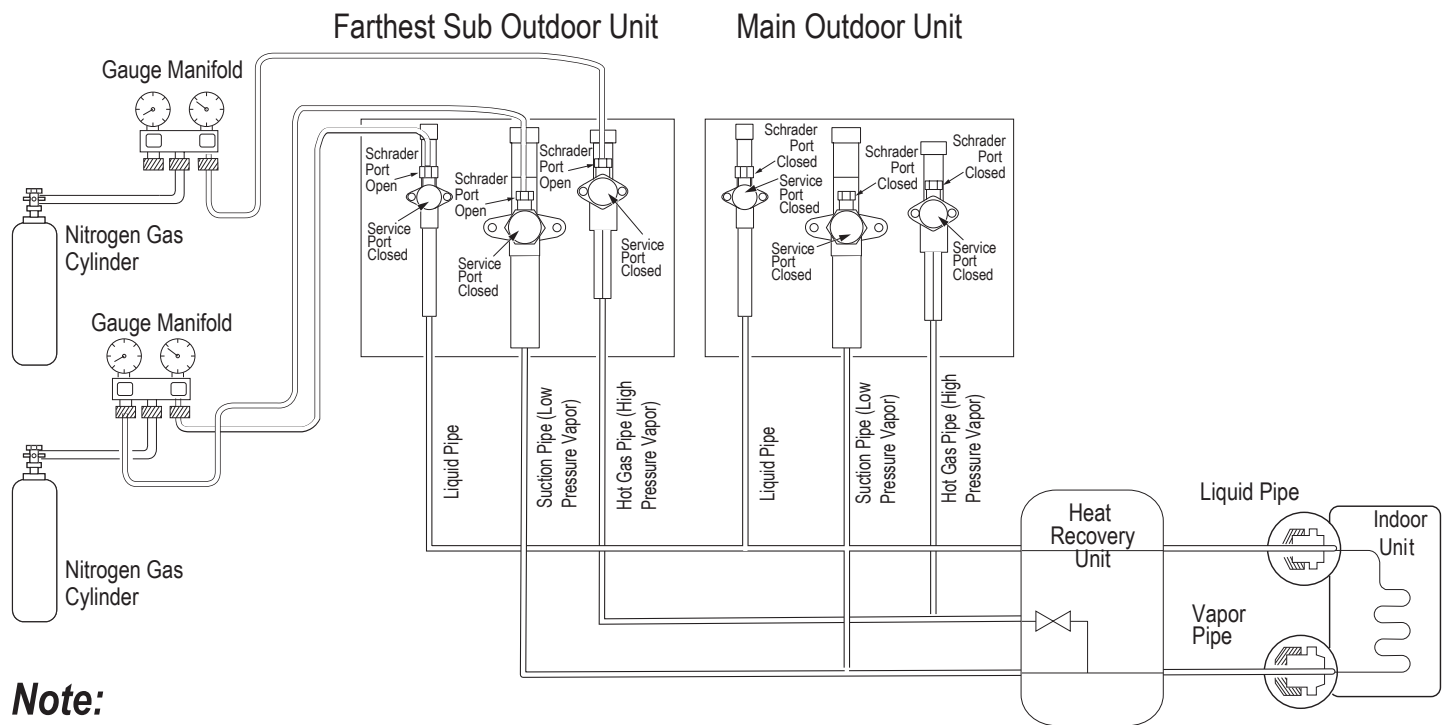 Farthest Sub Outdoor Unit
Main Outdoor Unit
Gauge Manifold
Nitrogen Gas
Cylinder
Gauge Manifold
Nitrogen Gas
Cylinder
Schrader
Port
Open
Service
Port
Closed
Schrader
Port
Open
Service
Port
Closed
Schrader
Port
Open
Service
Port
Closed
Schrader
Port
Closed
Service
Port
Closed
Schrader
Port
Closed
Service
Port
Closed
Schrader
Port
Closed
Service
Port
Closed
Liquid Pipe
Suction Pipe (Low
Pressure Vapor)
Hot Gas Pipe (High
Pressure Vapor)
Liquid Pipe
Suction Pipe (Low
Pressure Vapor)
Hot Gas Pipe (High
Pressure Vapor)
Heat
Recovery
Unit
Liquid Pipe
Indoor
Unit
Vapor
Pipe
Note: